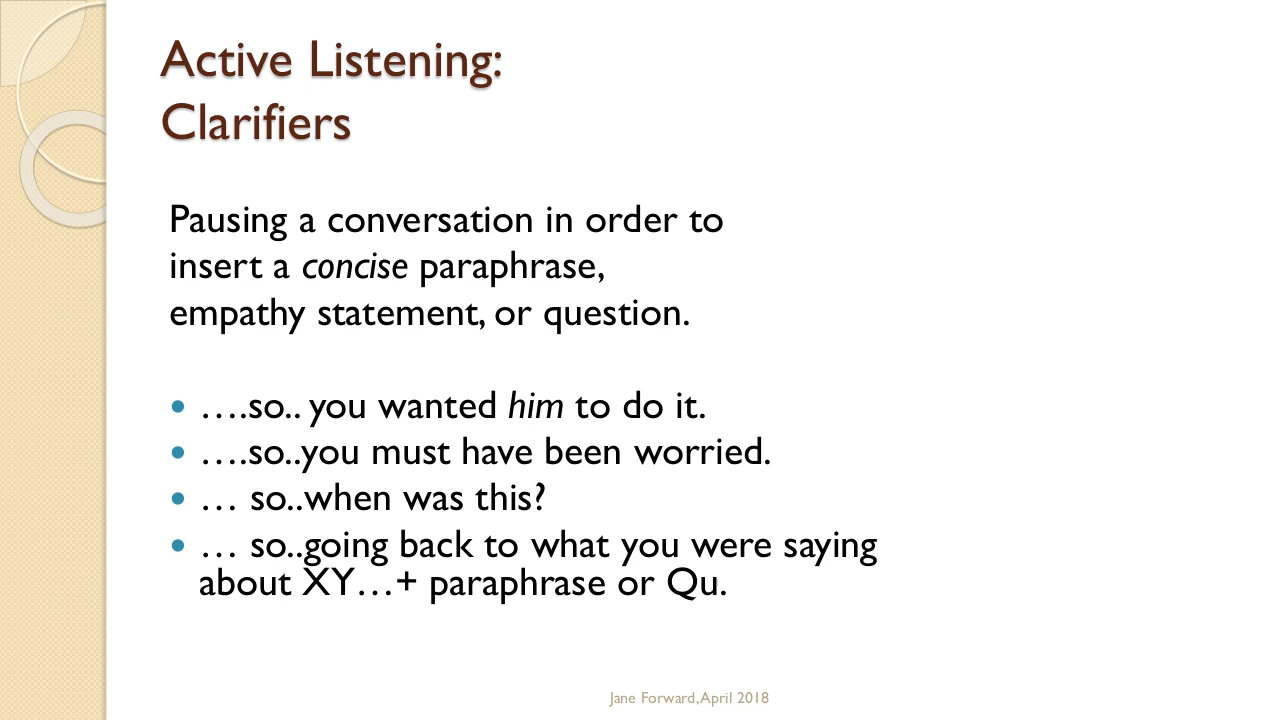 Active Listening:
Clarifiers
Pausing a conversation in order to
insert a concise paraphrase,
empathy statement, or question.
• ….so.. you wanted him to do it.
• ….so..you must have been worried.
• … so..when was this?
• … so..going back to what you were saying
about XY…+ paraphrase or Qu.
Jane Forward,April 2018